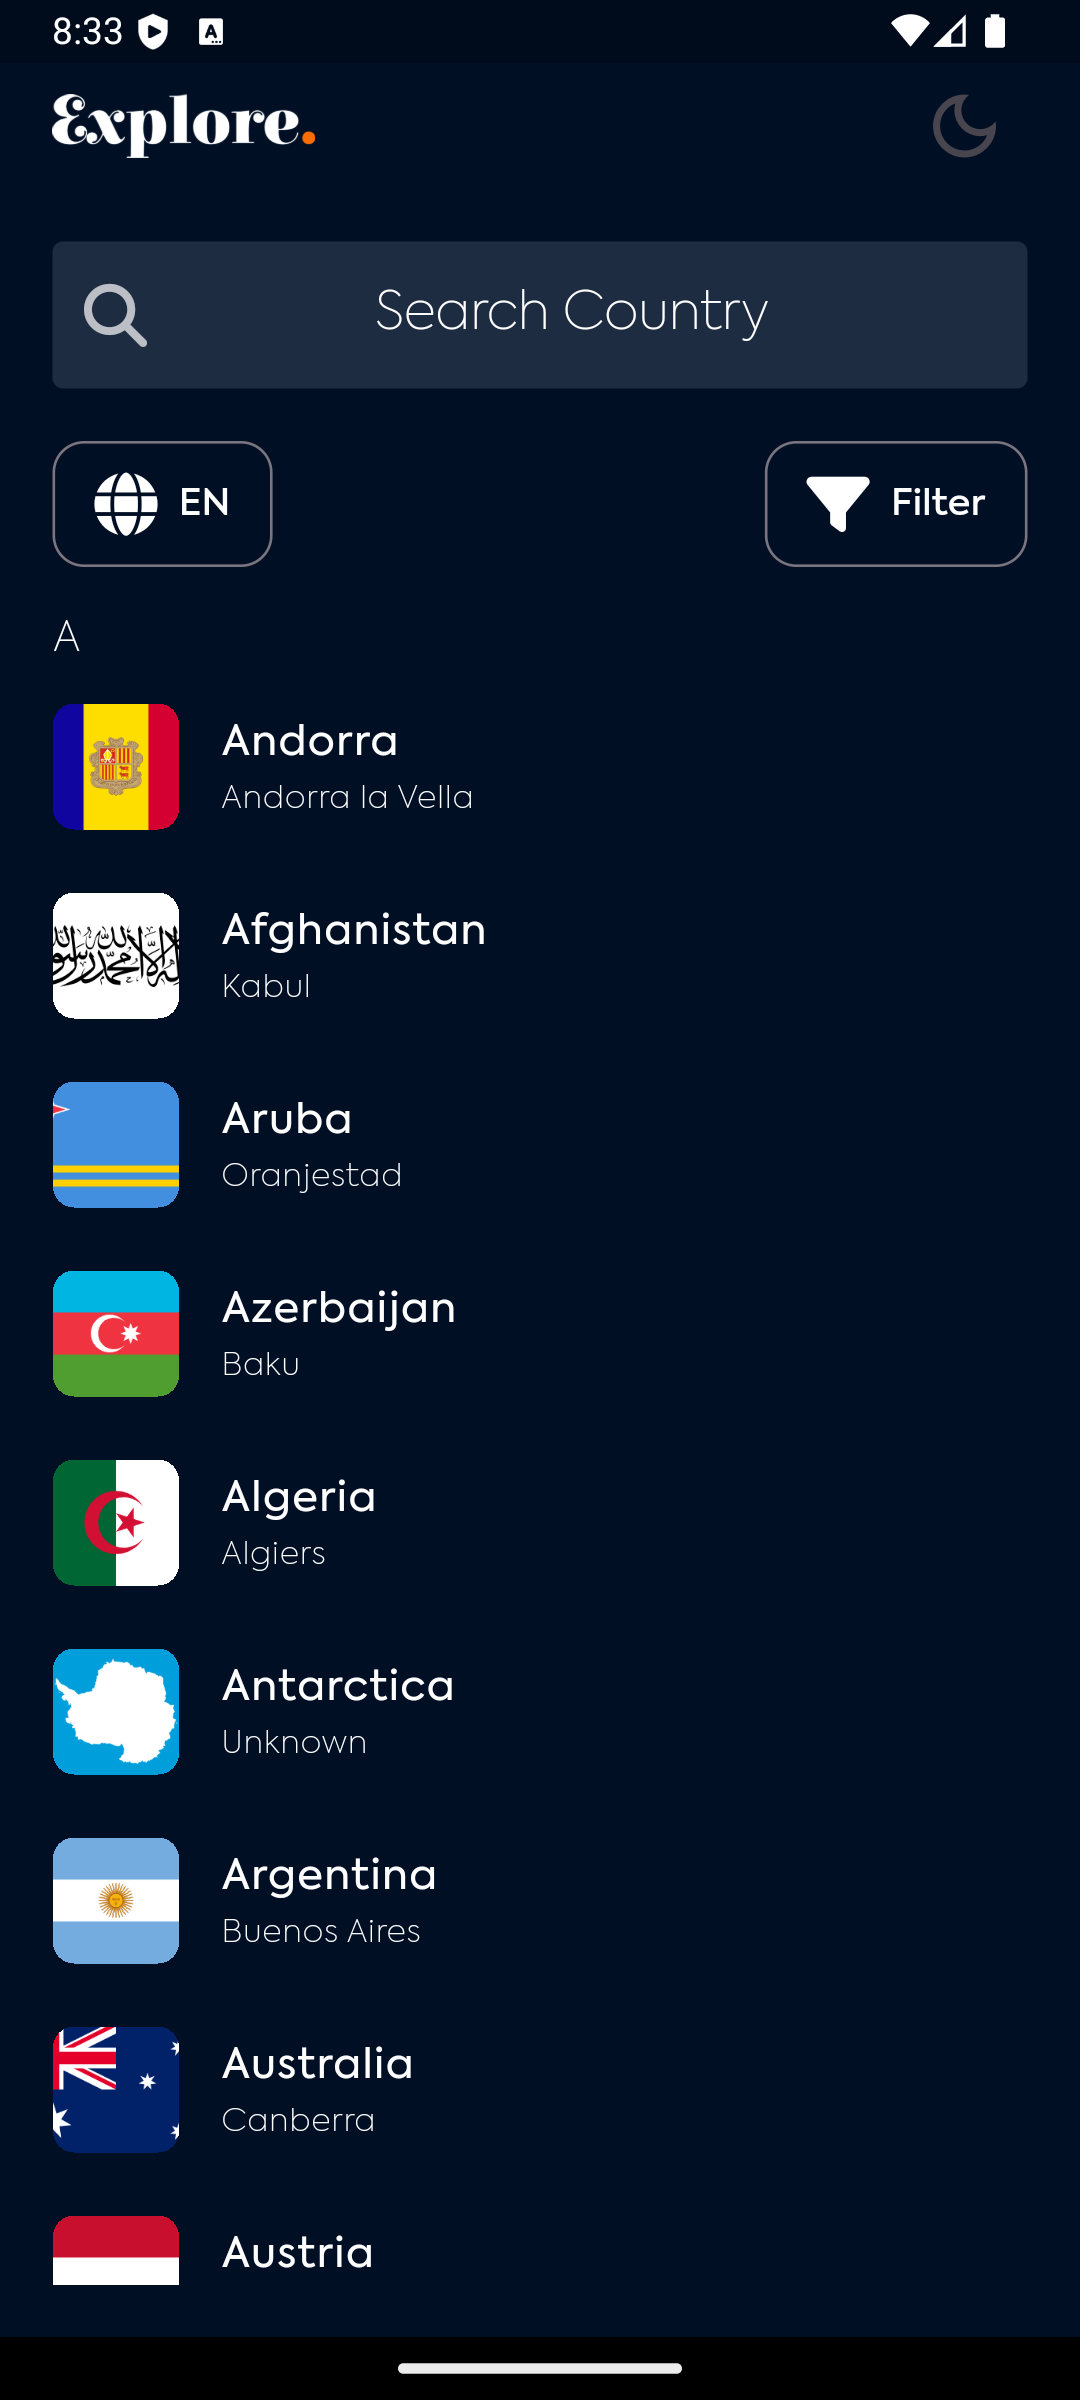 8:33
Explore.
Search Country
EN
Filter
A
Andorra
Andorra la Vella
Afghanistan
Kabul
Aruba
Oranjestad
Azerbaijan
Baku
Algeria
Algiers
Antarctica
Unknown
Argentina
Buenos Aires
Australia
Canberra
Austria